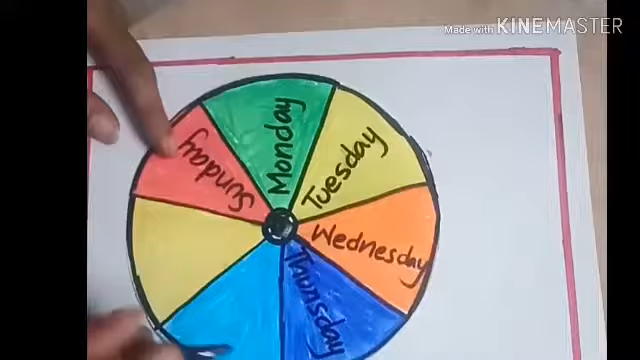 Made with KINEMASTER
Sunday
Monday
Tuesday
Wednesday
Thursday